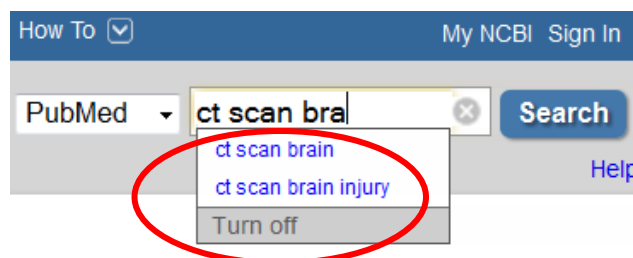 How To My NCBI Sign In
PubMed ct scan bra Search
ct scan brain
Help
ct scan brain injury
Turn off